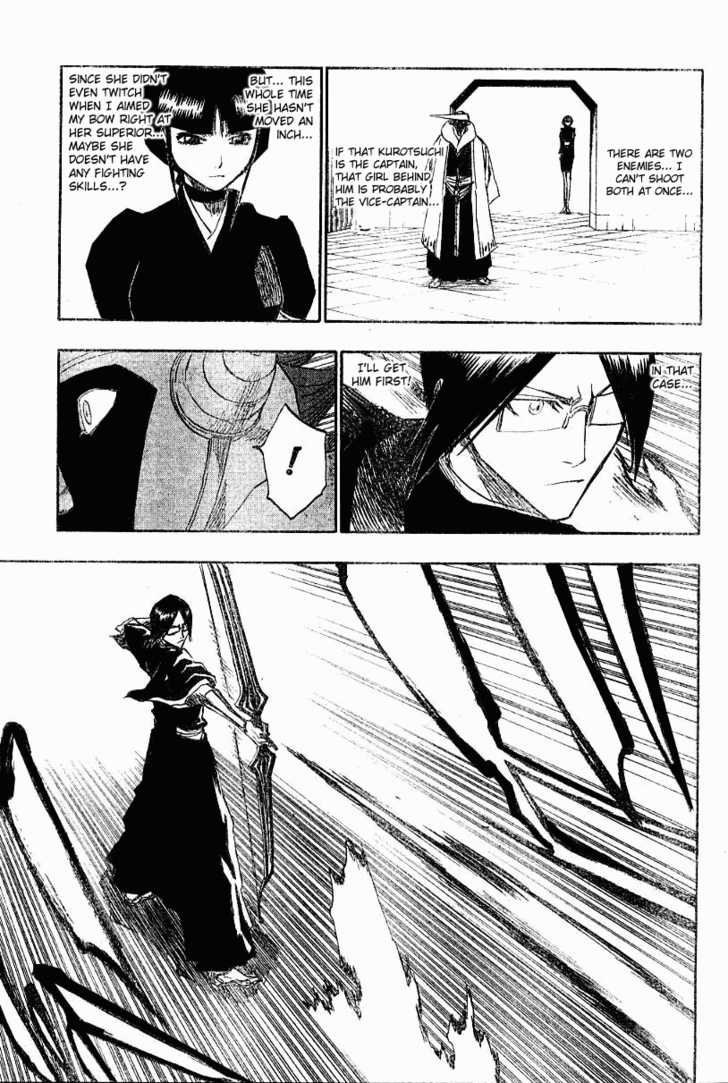 THERE ARE TWO
ENEMIES... I
CAN'T SHOOT
BOTH AT ONCE...
IF THAT KUROTSUCHI
IS THE CAPTAIN,
THAT GIRL BEHIND
HIM IS PROBABLY
THE VICE-CAPTAIN...
BUT... THIS
WHOLE TIME
SHE HASN'T
MOVED AN
INCH...
SINCE SHE DIDN'T
EVEN TWITCH
WHEN I AIMED
MY BOW RIGHT AT
HER SUPERIOR...
MAYBE SHE
DOESN'T HAVE
ANY FIGHTING
SKILLS...?
IN THAT
CASE...
I'LL GET
HIM FIRST!
!